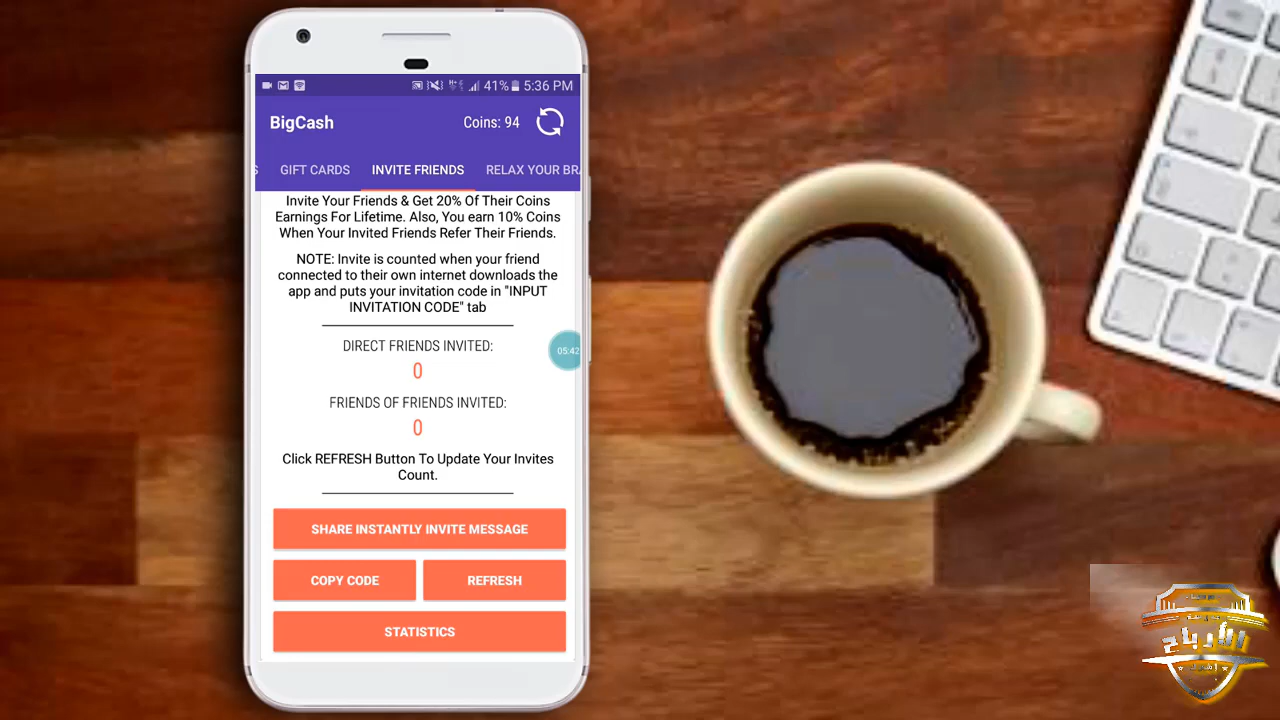 41% 5:36 PM
BigCash
Coins: 94
S GIFT CARDS INVITE FRIENDS RELAX YOUR BRA
Invite Your Friends & Get 20% Of Their Coins
Earnings For Lifetime. Also, You earn 10% Coins
When Your Invited Friends Refer Their Friends.
NOTE: Invite is counted when your friend
connected to their own internet downloads the
app and puts your invitation code in "INPUT
INVITATION CODE" tab
DIRECT FRIENDS INVITED:
0
05:42
FRIENDS OF FRIENDS INVITED:
0
Click REFRESH Button To Update Your Invites
Count.
SHARE INSTANTLY INVITE MESSAGE
COPY CODE
REFRESH
STATISTICS
الأرباح